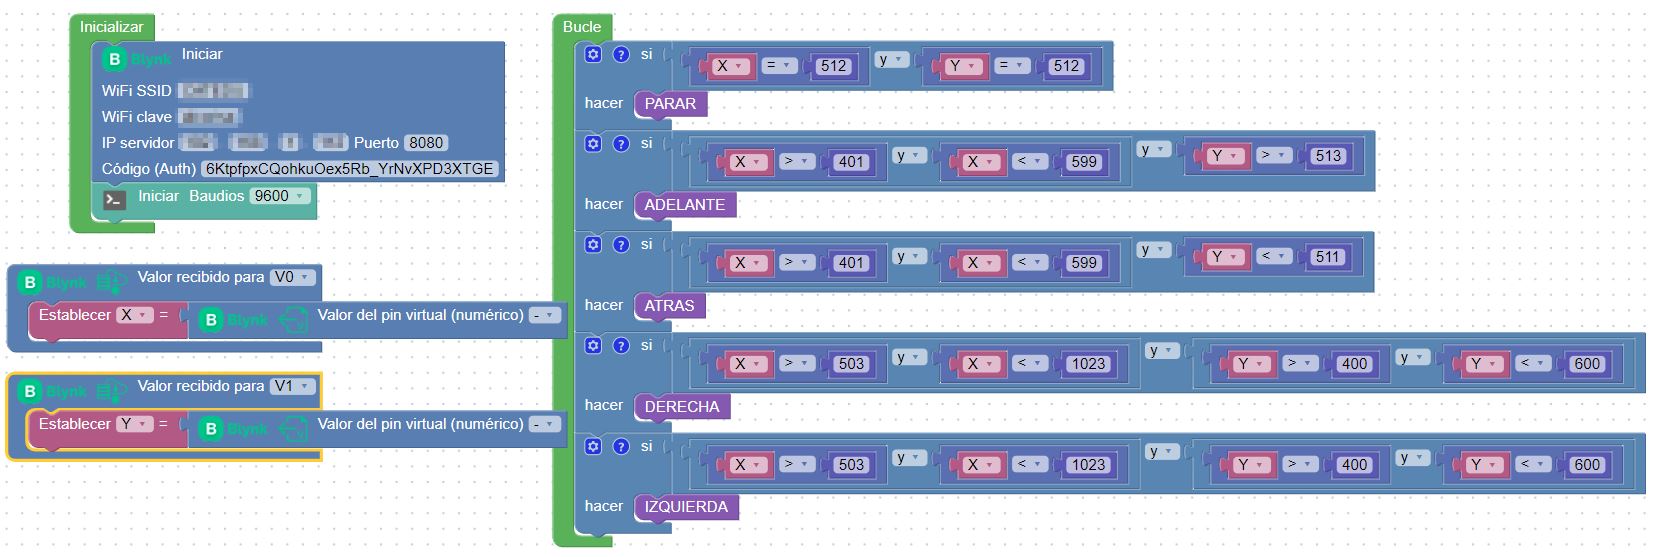 Inicializar
B Blynk Iniciar
WiFi SSID
WiFi clave
IP servidor Puerto 8080
Código (Auth) 6KtpfpxCQohkuOex5Rb_YrNvXPD3XTGE
>_ Iniciar Baudios 9600
B Blynk Valor recibido para V0
Establecer X = B Blynk Valor del pin virtual (numérico) -
B Blynk Valor recibido para V1
Establecer Y = B Blynk Valor del pin virtual (numérico) -
Bucle
? si X = 512 y Y = 512
hacer PARAR
? si X > 401 y X < 599 y Y > 513
hacer ADELANTE
? si X > 401 y X < 599 y Y < 511
hacer ATRAS
? si X > 503 y X < 1023 y Y > 400 y Y < 600
hacer DERECHA
? si X > 503 y X < 1023 y Y > 400 y Y < 600
hacer IZQUIERDA